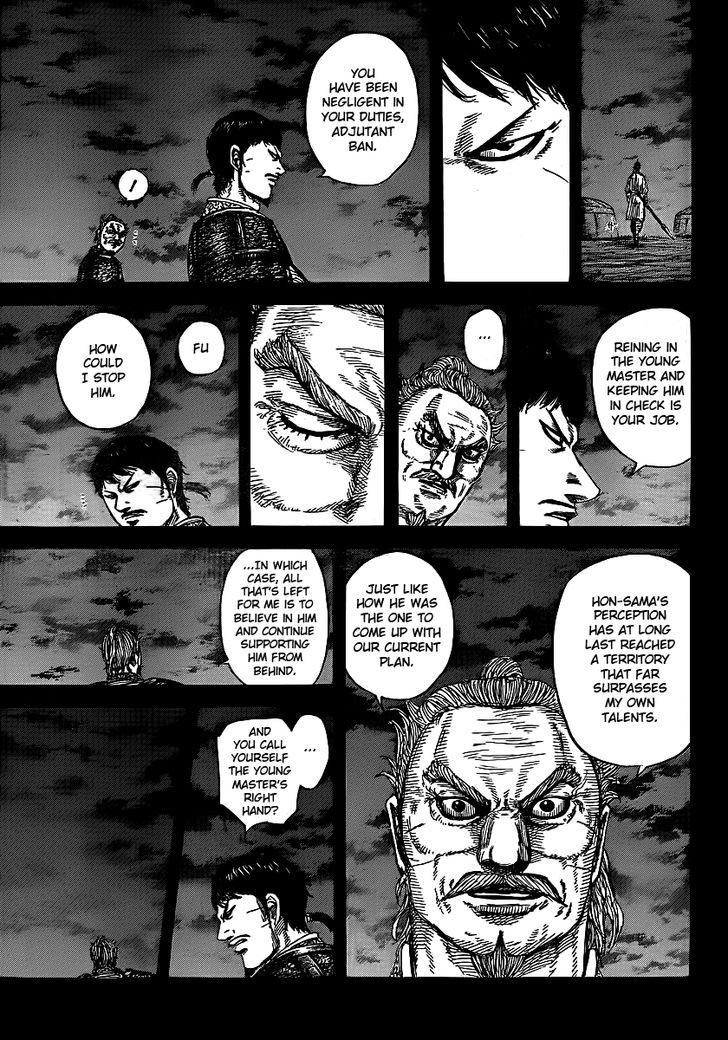 YOU
HAVE BEEN
NEGLIGENT IN
YOUR DUTIES,
ADJUTANT
BAN.
!
REINING
IN
THE YOUNG
MASTER AND
KEEPING HIM
IN CHECK IS
YOUR JOB.
...
FU
HOW
COULD
I STOP
HIM.
HON-SAMA'S
PERCEPTION
HAS AT LONG
LAST REACHED
A TERRITORY
THAT FAR
SURPASSES
MY OWN
TALENTS.
JUST LIKE
HOW HE WAS
THE ONE TO
COME UP WITH
OUR CURRENT
PLAN.
...IN WHICH
CASE, ALL
THAT'S LEFT
FOR ME IS TO
BELIEVE IN HIM
AND CONTINUE
SUPPORTING
HIM FROM
BEHIND.
...
AND
YOU CALL
YOURSELF
THE YOUNG
MASTER'S
RIGHT
HAND?